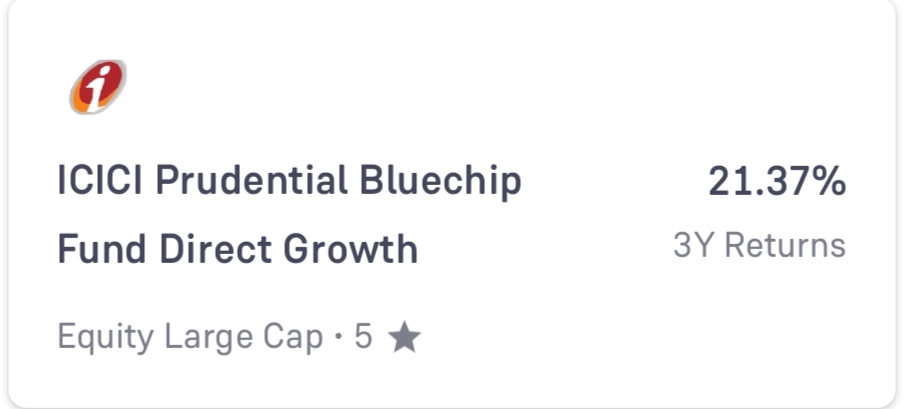 i
ICICI Prudential Bluechip
21.37%
Fund Direct Growth
3Y Returns
Equity Large Cap • 5 ★